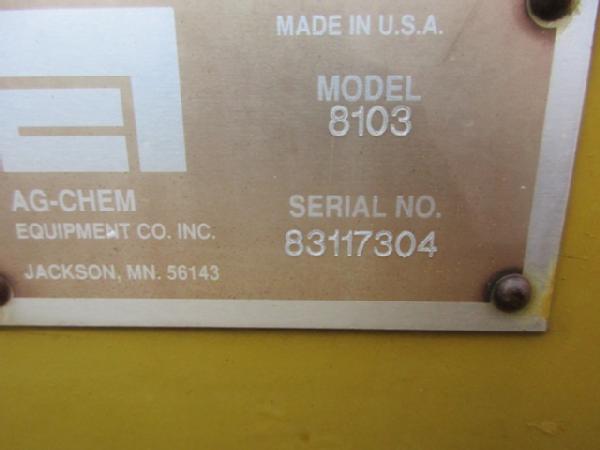 MADE IN U.S.A.
MODEL
8103
AG-CHEM
EQUIPMENT CO. INC.
JACKSON, MN. 56143
SERIAL NO.
83117304